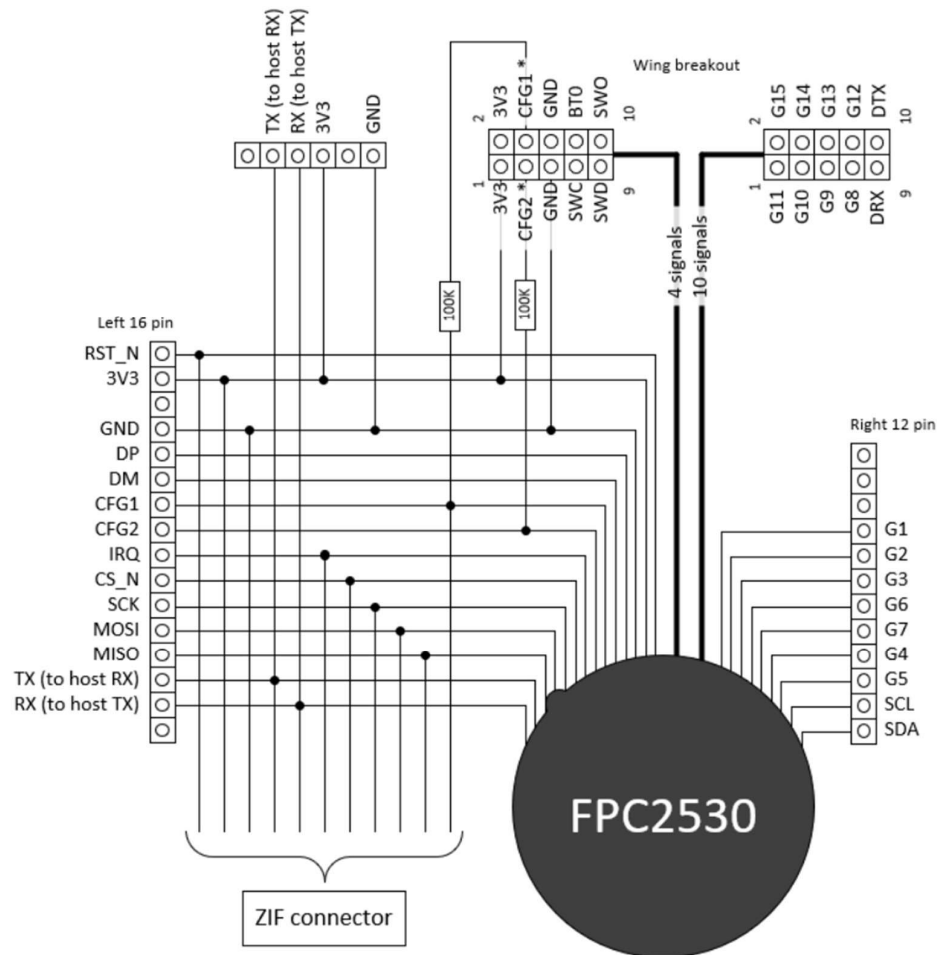 TX (to host RX)
RX (to host TX)
3V3
GND
Wing breakout
2
3V3
CFG1 *
GND
BT0
SWO
10
1
3V3
CFG2 *
GND
SWC
SWD
9
2
G15
G14
G13
G12
DTX
10
1
G11
G10
G9
G8
DRX
9
4 signals
10 signals
100K
100K
Left 16 pin
RST_N
3V3
GND
DP
DM
CFG1
CFG2
IRQ
CS_N
SCK
MOSI
MISO
TX (to host RX)
RX (to host TX)
Right 12 pin
G1
G2
G3
G6
G7
G4
G5
SCL
SDA
FPC2530
ZIF connector